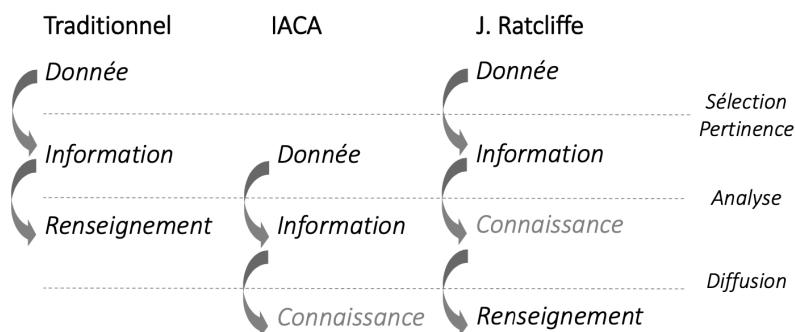 Traditionnel IACA J. Ratcliffe
Donnée Donnée
Sélection
Pertinence
Information Donnée Information
Analyse
Renseignement Information Connaissance
Diffusion
Connaissance Renseignement